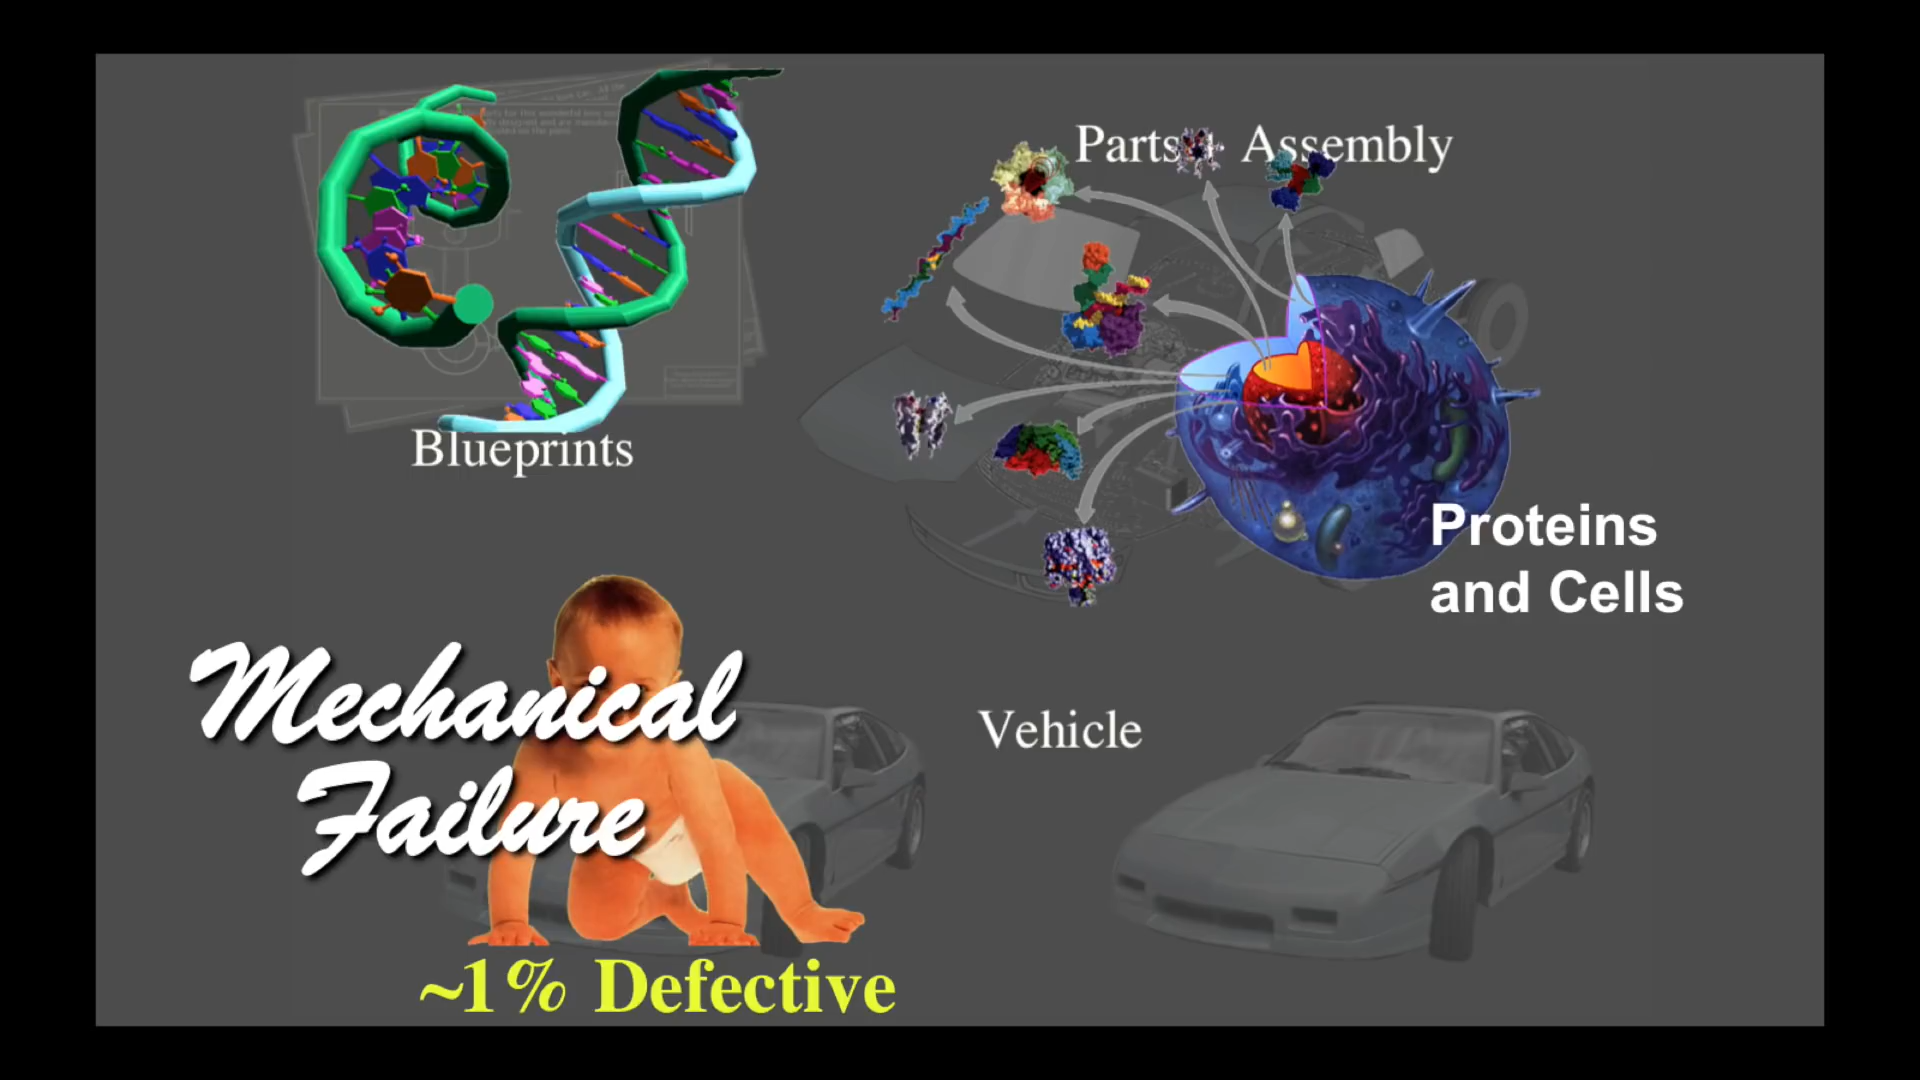 Parts
Assembly
Blueprints
Proteins
and Cells
Mechanical
Failure
Vehicle
~1% Defective